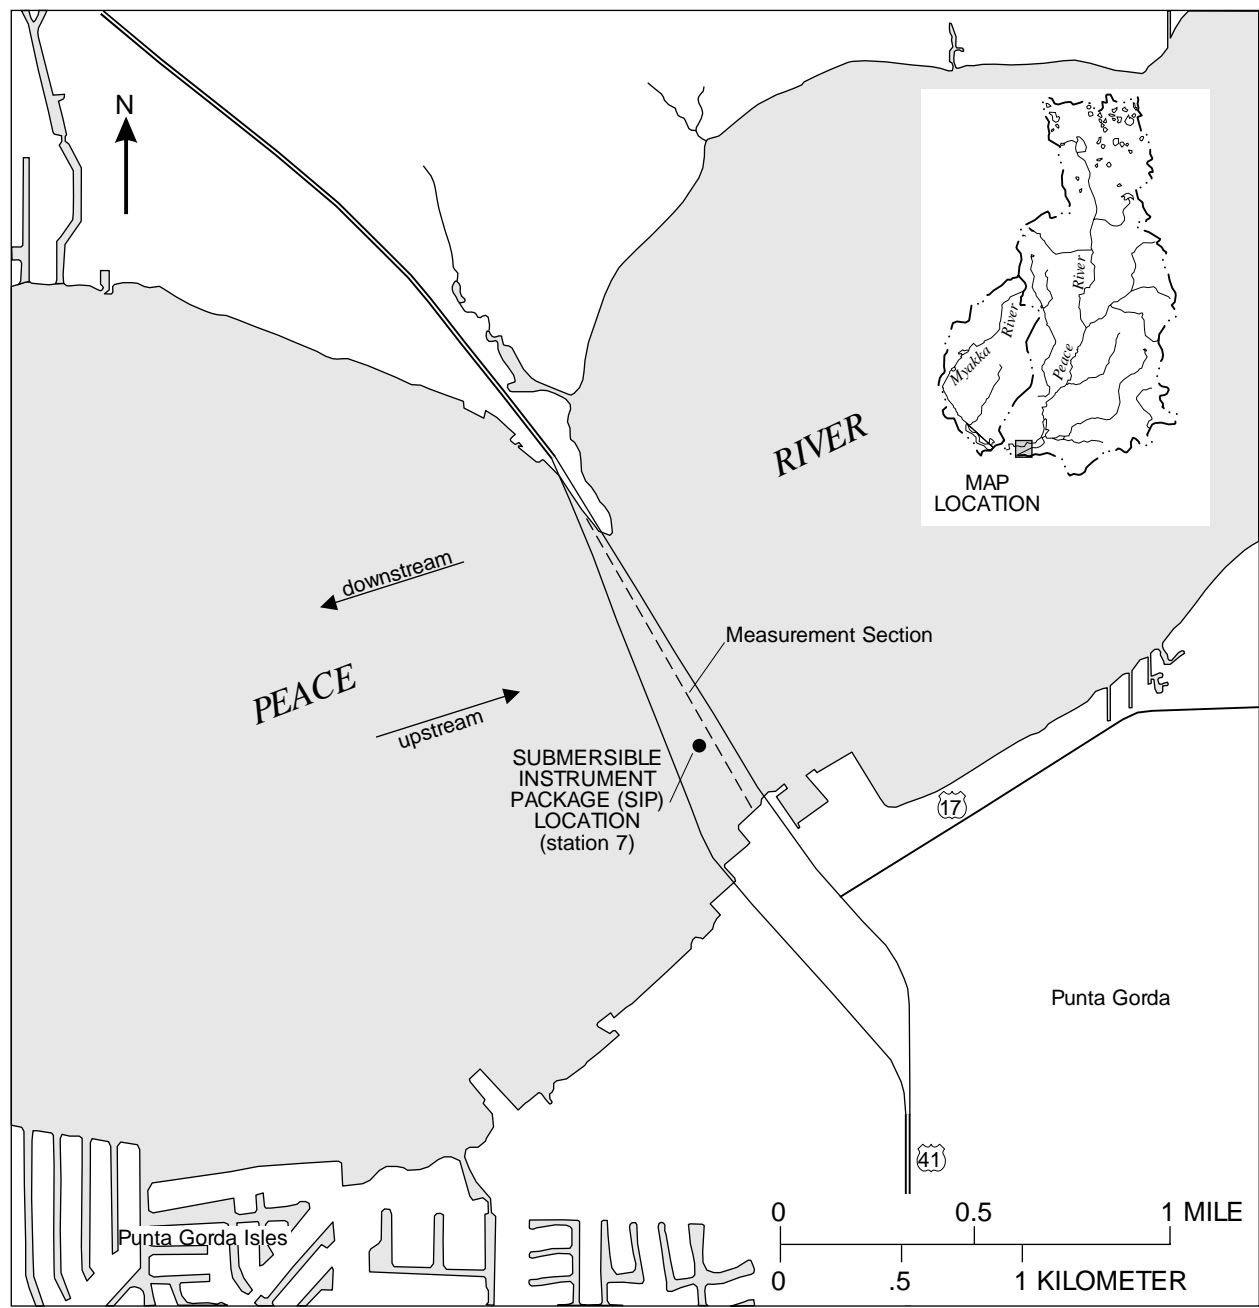 N
River
River
Myakka
Peace
MAP
LOCATION
RIVER
downstream
Measurement Section
PEACE
upstream
SUBMERSIBLE
INSTRUMENT
PACKAGE (SIP)
LOCATION
(station 7)
17
Punta Gorda
41
0 0.5 1 MILE
Punta Gorda Isles
0 .5 1 KILOMETER